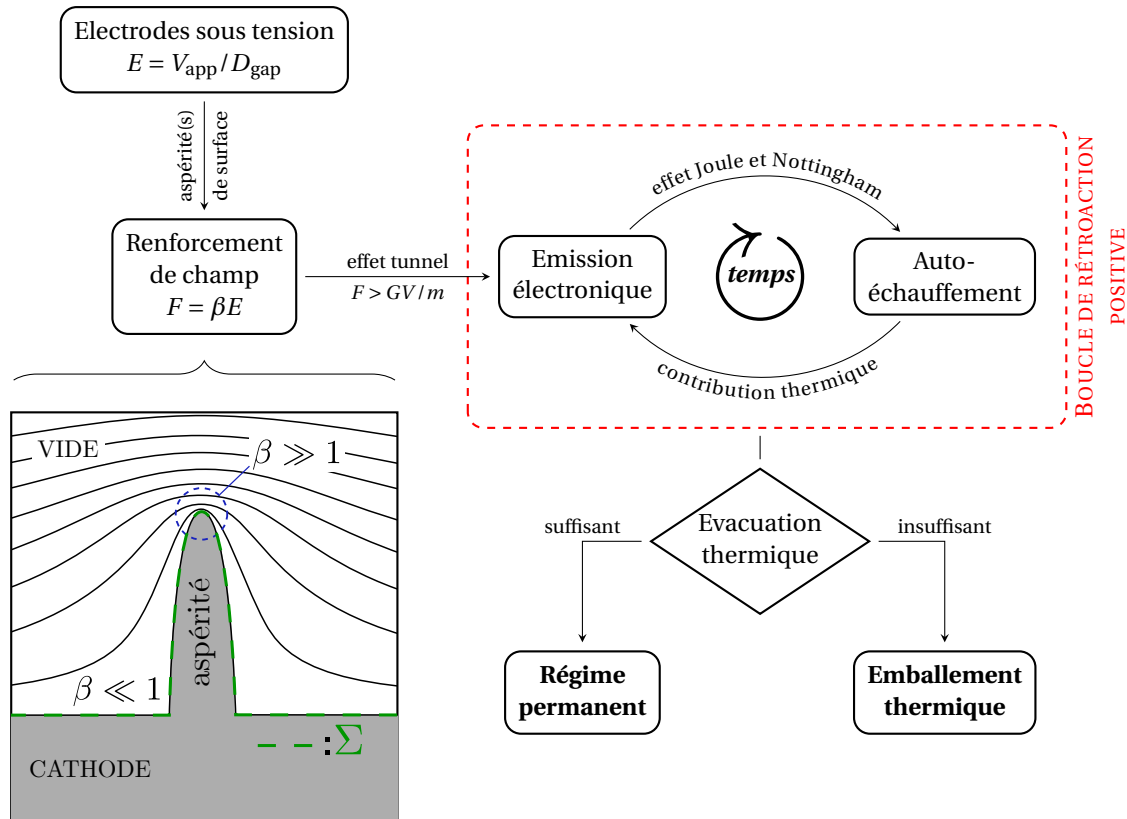 Electrodes sous tension
E = V_app / D_gap
aspérité(s)
de surface
Renforcement
de champ
F = βE
effet tunnel
F > GV/m
Emission
électronique
effet Joule et Nottingham
temps
Auto-
échauffement
contribution thermique
BOUCLE DE RÉTROACTION
POSITIVE
VIDE
β ≫ 1
aspérité
β ≪ 1
– – : Σ
CATHODE
Evacuation
thermique
suffisant
insuffisant
Régime
permanent
Emballement
thermique